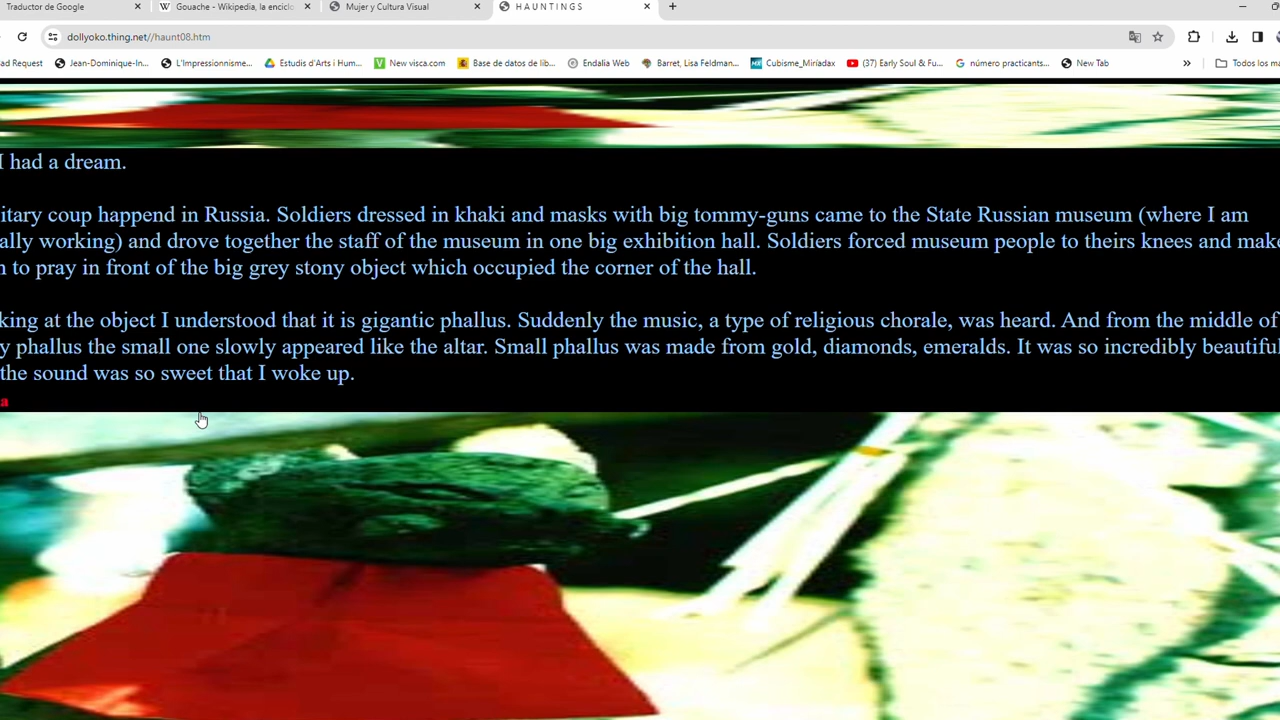 Traductor de Google
Gouache - Wikipedia, la enciclo
Mujer y Cultura Visual
H A U N T I N G S
dollyoko.thing.net//haunt08.htm
ad Request
Jean-Dominique-In...
L'Impressionnisme...
Estudis d'Arts i Hum...
New visca.com
Base de datos de lib...
Endalia Web
Barret, Lisa Feldman...
Cubisme_Miríadax
(37) Early Soul & Fu...
número practicants...
New Tab
»
Todos los ma
I had a dream.
itary coup happend in Russia. Soldiers dressed in khaki and masks with big tommy-guns came to the State Russian museum (where I am
ally working) and drove together the staff of the museum in one big exhibition hall. Soldiers forced museum people to theirs knees and make
n to pray in front of the big grey stony object which occupied the corner of the hall.
king at the object I understood that it is gigantic phallus. Suddenly the music, a type of religious chorale, was heard. And from the middle of
y phallus the small one slowly appeared like the altar. Small phallus was made from gold, diamonds, emeralds. It was so incredibly beautiful
the sound was so sweet that I woke up.
a